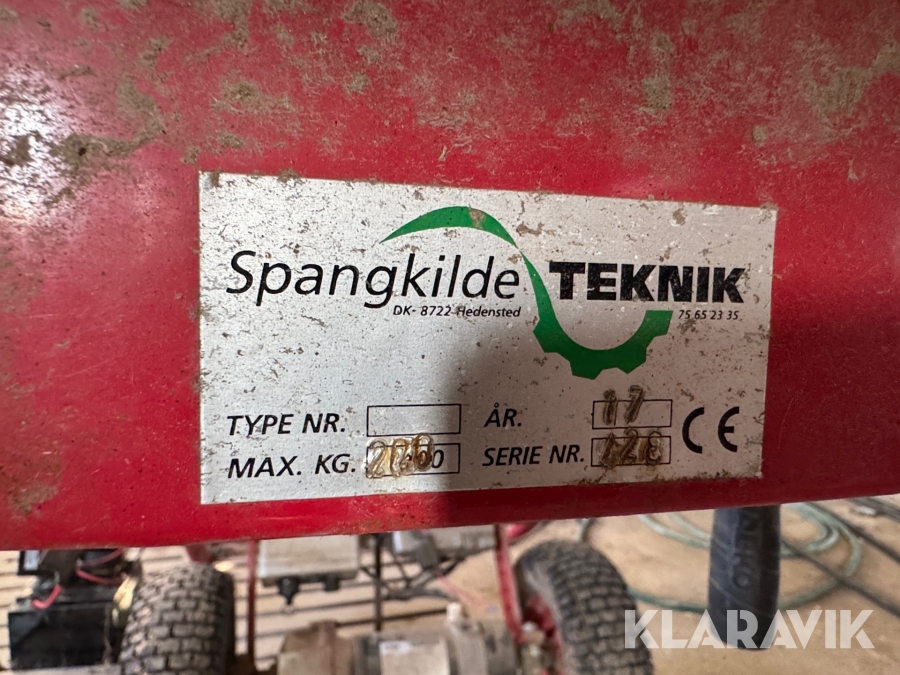 Spangkilde TEKNIK
DK- 8722 Hedensted
75 65 23 35
TYPE NR.
ÅR. 17
MAX. KG.
SERIE NR.
CE
KLARAVIK